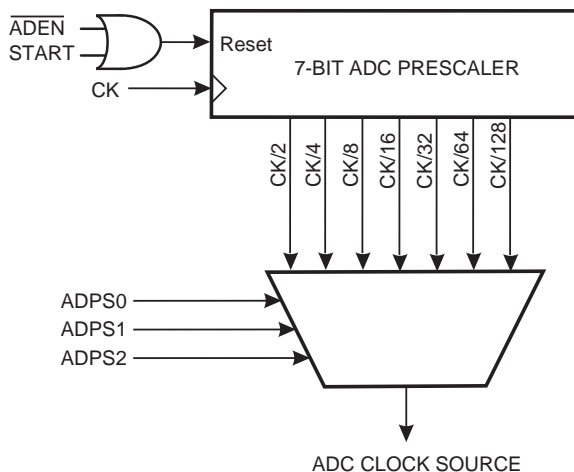 ADEN
START
Reset
7-BIT ADC PRESCALER
CK
CK/2
CK/4
CK/8
CK/16
CK/32
CK/64
CK/128
ADPS0
ADPS1
ADPS2
ADC CLOCK SOURCE